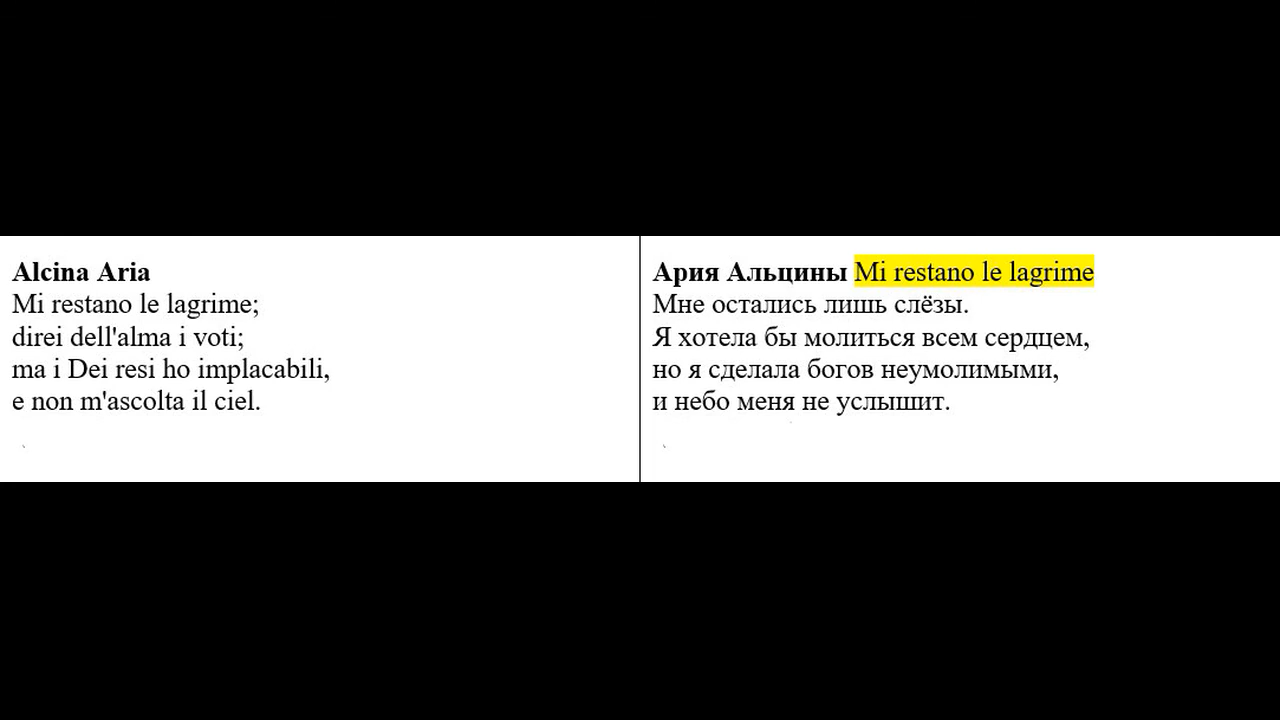 Alcina Aria
Mi restano le lagrime;
direi dell'alma i voti;
ma i Dei resi ho implacabili,
e non m'ascolta il ciel.
Ария Альцины Mi restano le lagrime
Мне остались лишь слёзы.
Я хотела бы молиться всем сердцем,
но я сделала богов неумолимыми,
и небо меня не услышит.